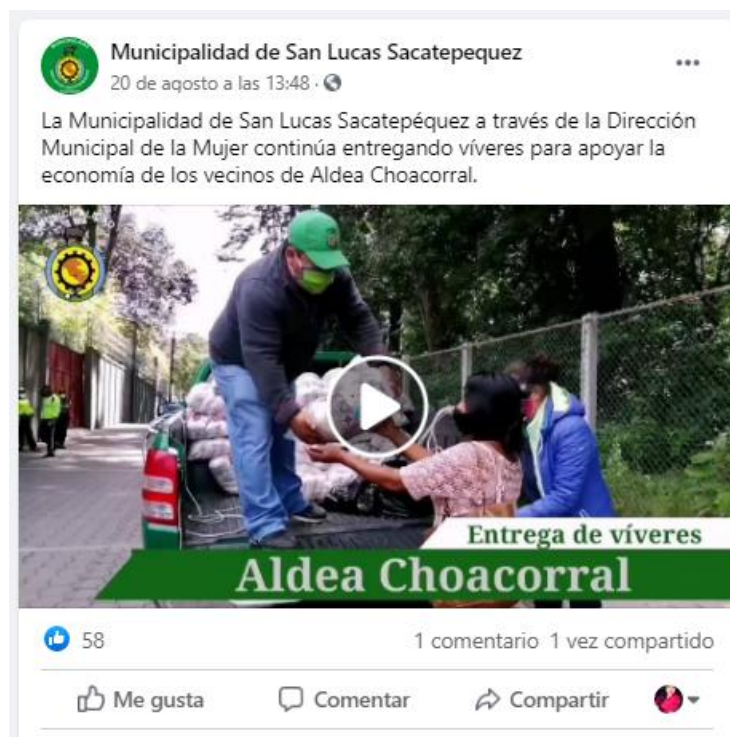 Municipalidad de San Lucas Sacatepequez
20 de agosto a las 13:48 ·
La Municipalidad de San Lucas Sacatepéquez a través de la Dirección
Municipal de la Mujer continúa entregando víveres para apoyar la
economía de los vecinos de Aldea Choacorral.
Entrega de víveres
Aldea Choacorral
58
1 comentario 1 vez compartido
Me gusta
Comentar
Compartir